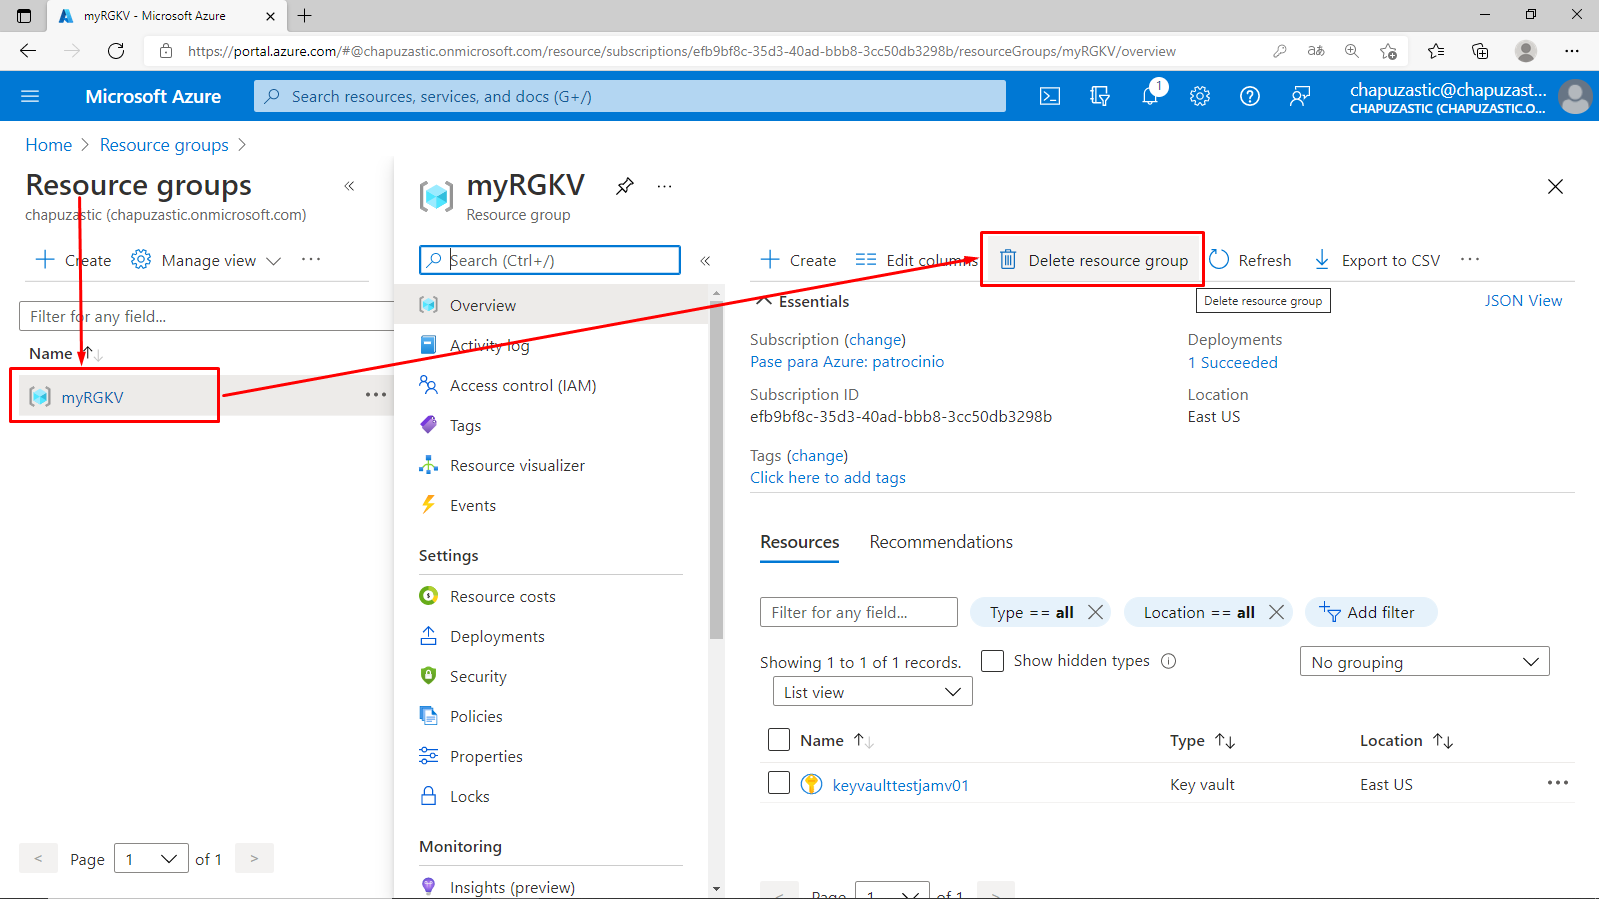 myRGKV - Microsoft Azure
https://portal.azure.com/#@chapuzastic.onmicrosoft.com/resource/subscriptions/efb9bf8c-35d3-40ad-bbb8-3cc50db3298b/resourceGroups/myRGKV/overview
Microsoft Azure
Search resources, services, and docs (G+/)
1
chapuzastic@chapuzast...
CHAPUZASTIC (CHAPUZASTIC.O...
Home > Resource groups >
Resource groups
chapuzastic (chapuzastic.onmicrosoft.com)
Create
Manage view
Filter for any field...
Name
myRGKV
Page 1 of 1
myRGKV
Resource group
Search (Ctrl+/)
Overview
Activity log
Access control (IAM)
Tags
Resource visualizer
Events
Settings
Resource costs
Deployments
Security
Policies
Properties
Locks
Monitoring
Insights (preview)
Create
Edit columns
Delete resource group
Refresh
Export to CSV
Essentials
Delete resource group
JSON View
Subscription (change)
Pase para Azure: patrocinio
Subscription ID
efb9bf8c-35d3-40ad-bbb8-3cc50db3298b
Deployments
1 Succeeded
Location
East US
Tags (change)
Click here to add tags
Resources
Recommendations
Filter for any field...
Type == all
Location == all
Add filter
Showing 1 to 1 of 1 records.
Show hidden types
No grouping
List view
Name
Type
Location
keyvaulttestjamv01
Key vault
East US
Page 1 of 1